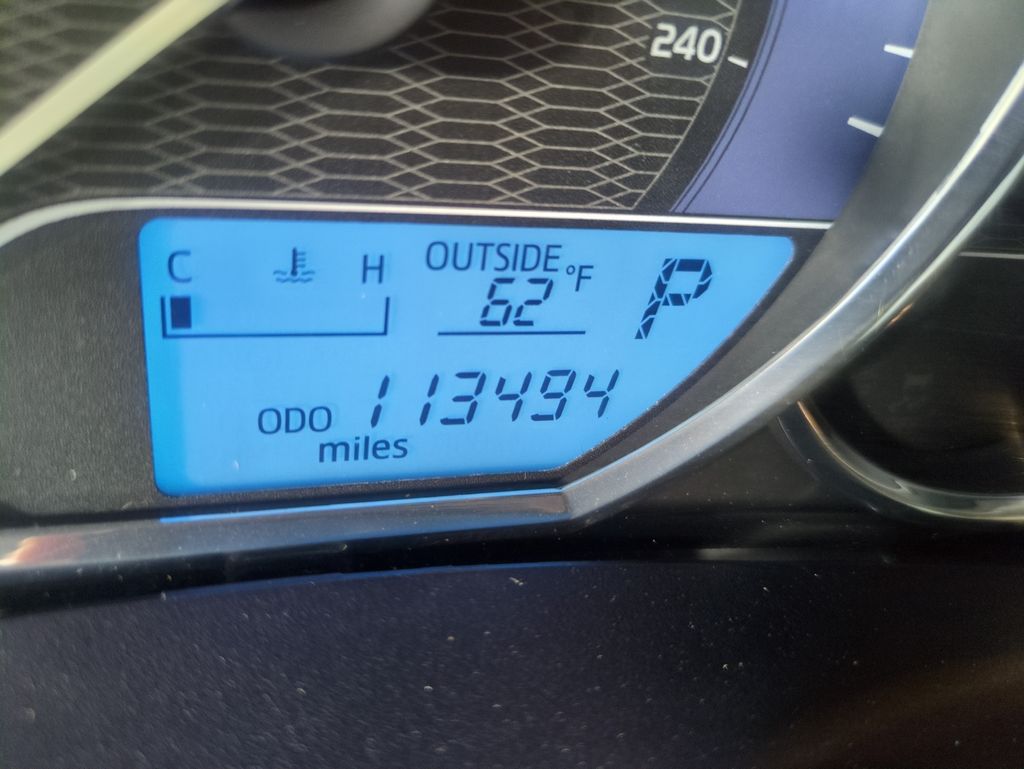 240
C H OUTSIDE °F P
62
ODO 113494
miles